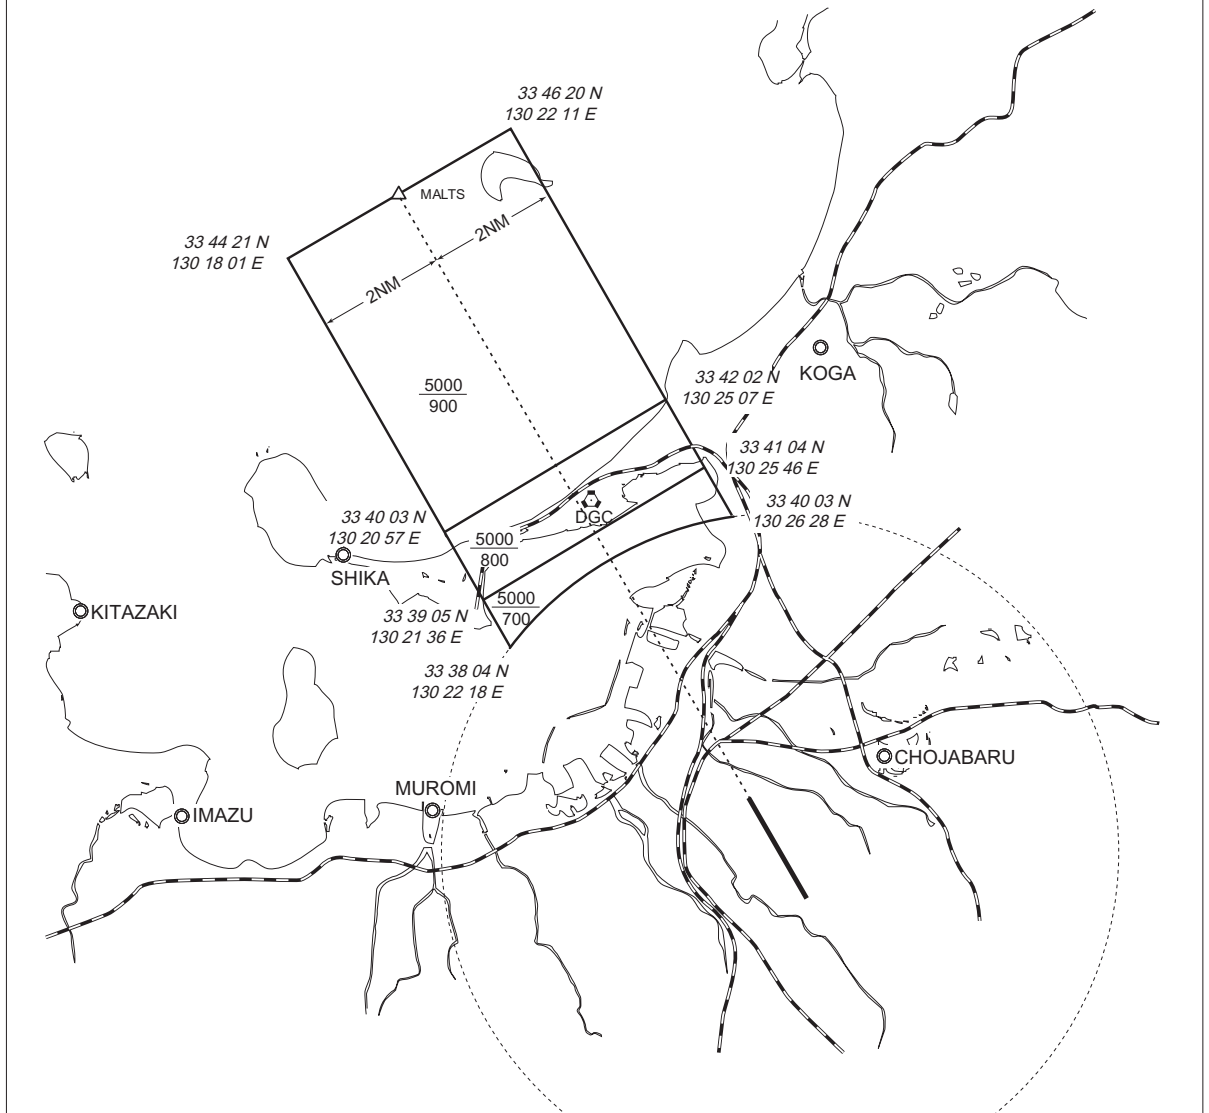 33 46 20 N
130 22 11 E
MALTS
2NM
33 44 21 N
130 18 01 E
2NM
KOGA
33 42 02 N
130 25 07 E
5000
900
33 41 04 N
130 25 46 E
33 40 03 N
130 26 28 E
DGC
33 40 03 N
130 20 57 E
5000
800
SHIKA
5000
700
KITAZAKI
33 39 05 N
130 21 36 E
33 38 04 N
130 22 18 E
CHOJABARU
MUROMI
IMAZU